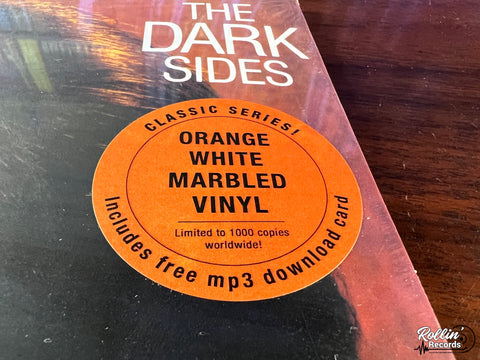 THE
DARK
SIDES
CLASSIC SERIES!
ORANGE
WHITE
MARBLED
VINYL
Limited to 1000 copies
worldwide!
Includes free mp3 download card
Rollin'
Records